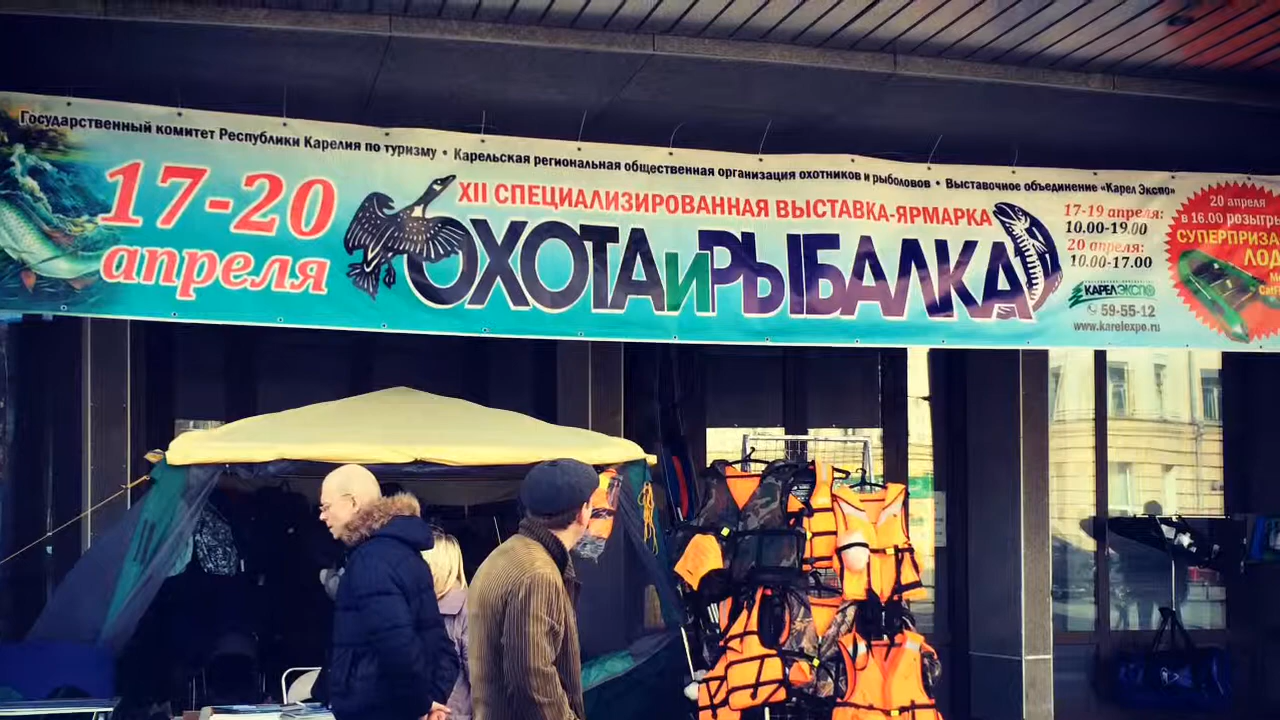 Государственный комитет Республики Карелия по туризму • Карельская региональная общественная организация охотников и рыболовов • Выставочное объединение «Карел Экспо»
17-20
апреля
XII СПЕЦИАЛИЗИРОВАННАЯ ВЫСТАВКА-ЯРМАРКА
ОХОТА и РЫБАЛКА
17-19 апреля:
10.00-19.00
20 апреля:
10.00-17.00
КАРЕЛЭКСПО
59-55-12
www.karelexpo.ru
20 апреля
в 16.00 розыгры
СУПЕРПРИЗА
ЛОД